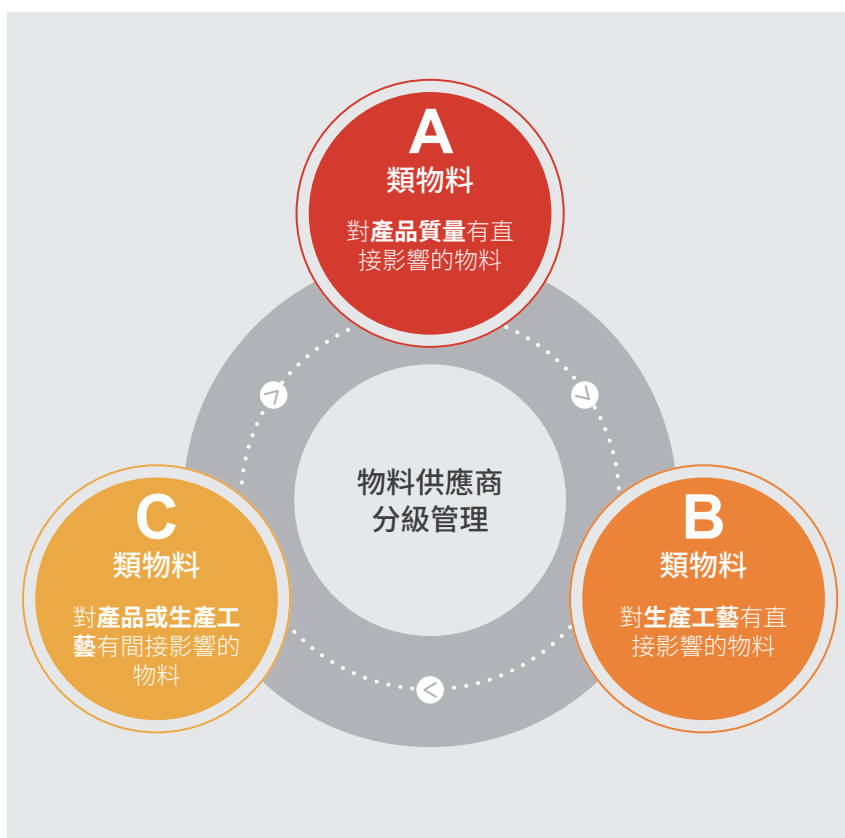 A
類物料
對產品質量有直
接影響的物料
物料供應商
分級管理
C
類物料
對產品或生產工
藝有間接影響的
物料
B
類物料
對生產工藝有直
接影響的物料